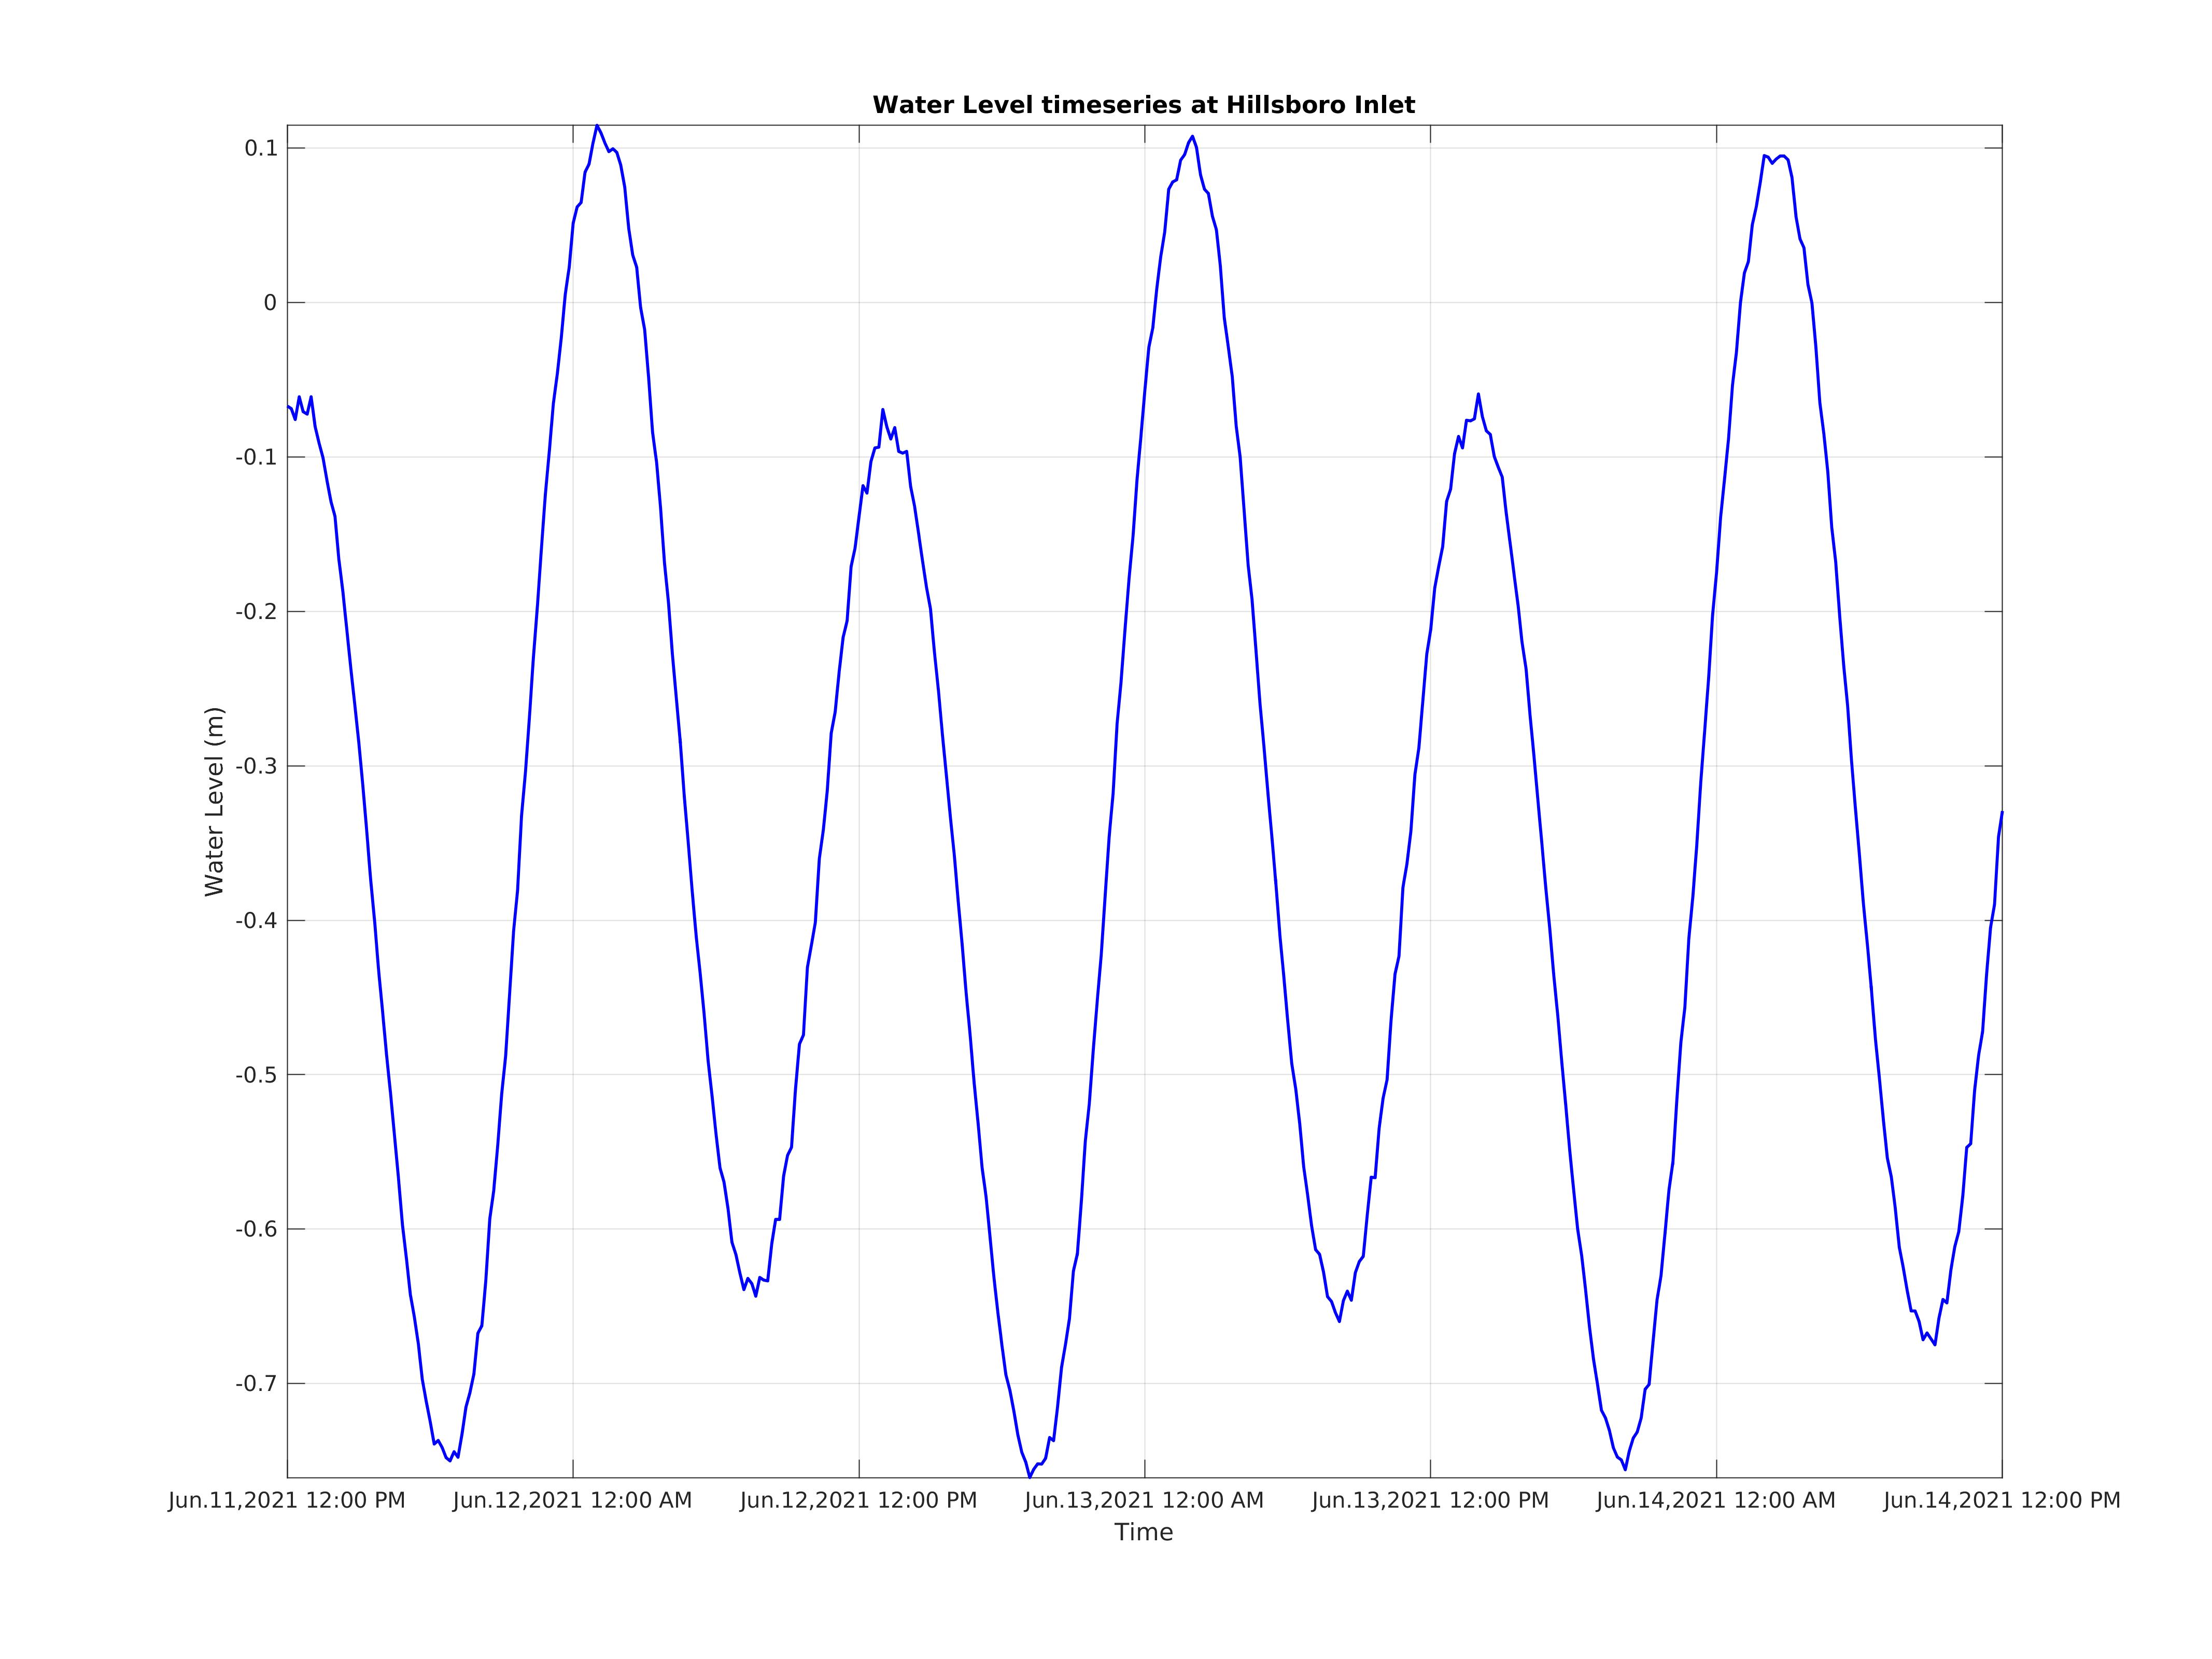 Water Level timeseries at Hillsboro Inlet
0.1
0
-0.1
-0.2
-0.3
-0.4
-0.5
-0.6
-0.7
Water Level (m)
Jun.11,2021 12:00 PM Jun.12,2021 12:00 AM Jun.12,2021 12:00 PM Jun.13,2021 12:00 AM Jun.13,2021 12:00 PM Jun.14,2021 12:00 AM Jun.14,2021 12:00 PM
Time